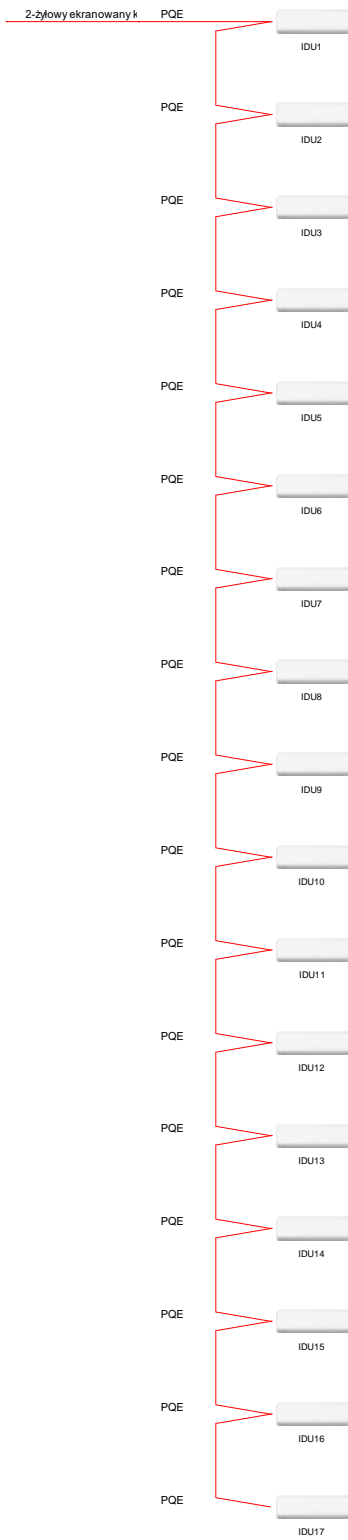 2-żyłowy ekranowany
PQE
IDU1
PQE
IDU2
PQE
IDU3
PQE
IDU4
PQE
IDU5
PQE
IDU6
PQE
IDU7
PQE
IDU8
PQE
IDU9
PQE
IDU10
PQE
IDU11
PQE
IDU12
PQE
IDU13
PQE
IDU14
PQE
IDU15
PQE
IDU16
PQE
IDU17